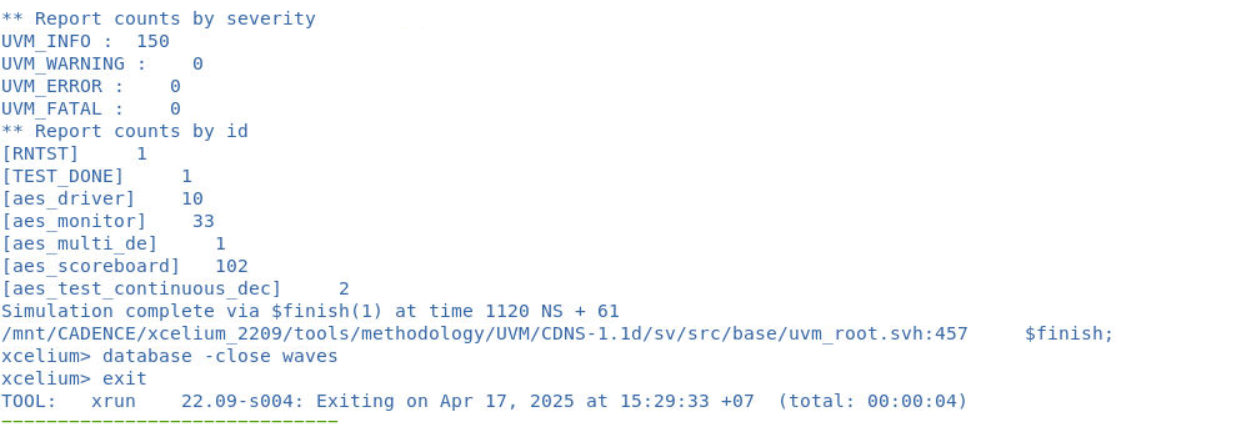 ** Report counts by severity
UVM_INFO :  150
UVM_WARNING :    0
UVM_ERROR :    0
UVM_FATAL :    0
** Report counts by id
[RNTST]     1
[TEST_DONE]     1
[aes_driver]    10
[aes_monitor]    33
[aes_multi_de]     1
[aes_scoreboard]   102
[aes_test_continuous_dec]     2
Simulation complete via $finish(1) at time 1120 NS + 61
/mnt/CADENCE/xcelium_2209/tools/methodology/UVM/CDNS-1.1d/sv/src/base/uvm_root.svh:457     $finish;
xcelium> database -close waves
xcelium> exit
TOOL:   xrun    22.09-s004: Exiting on Apr 17, 2025 at 15:29:33 +07  (total: 00:00:04)